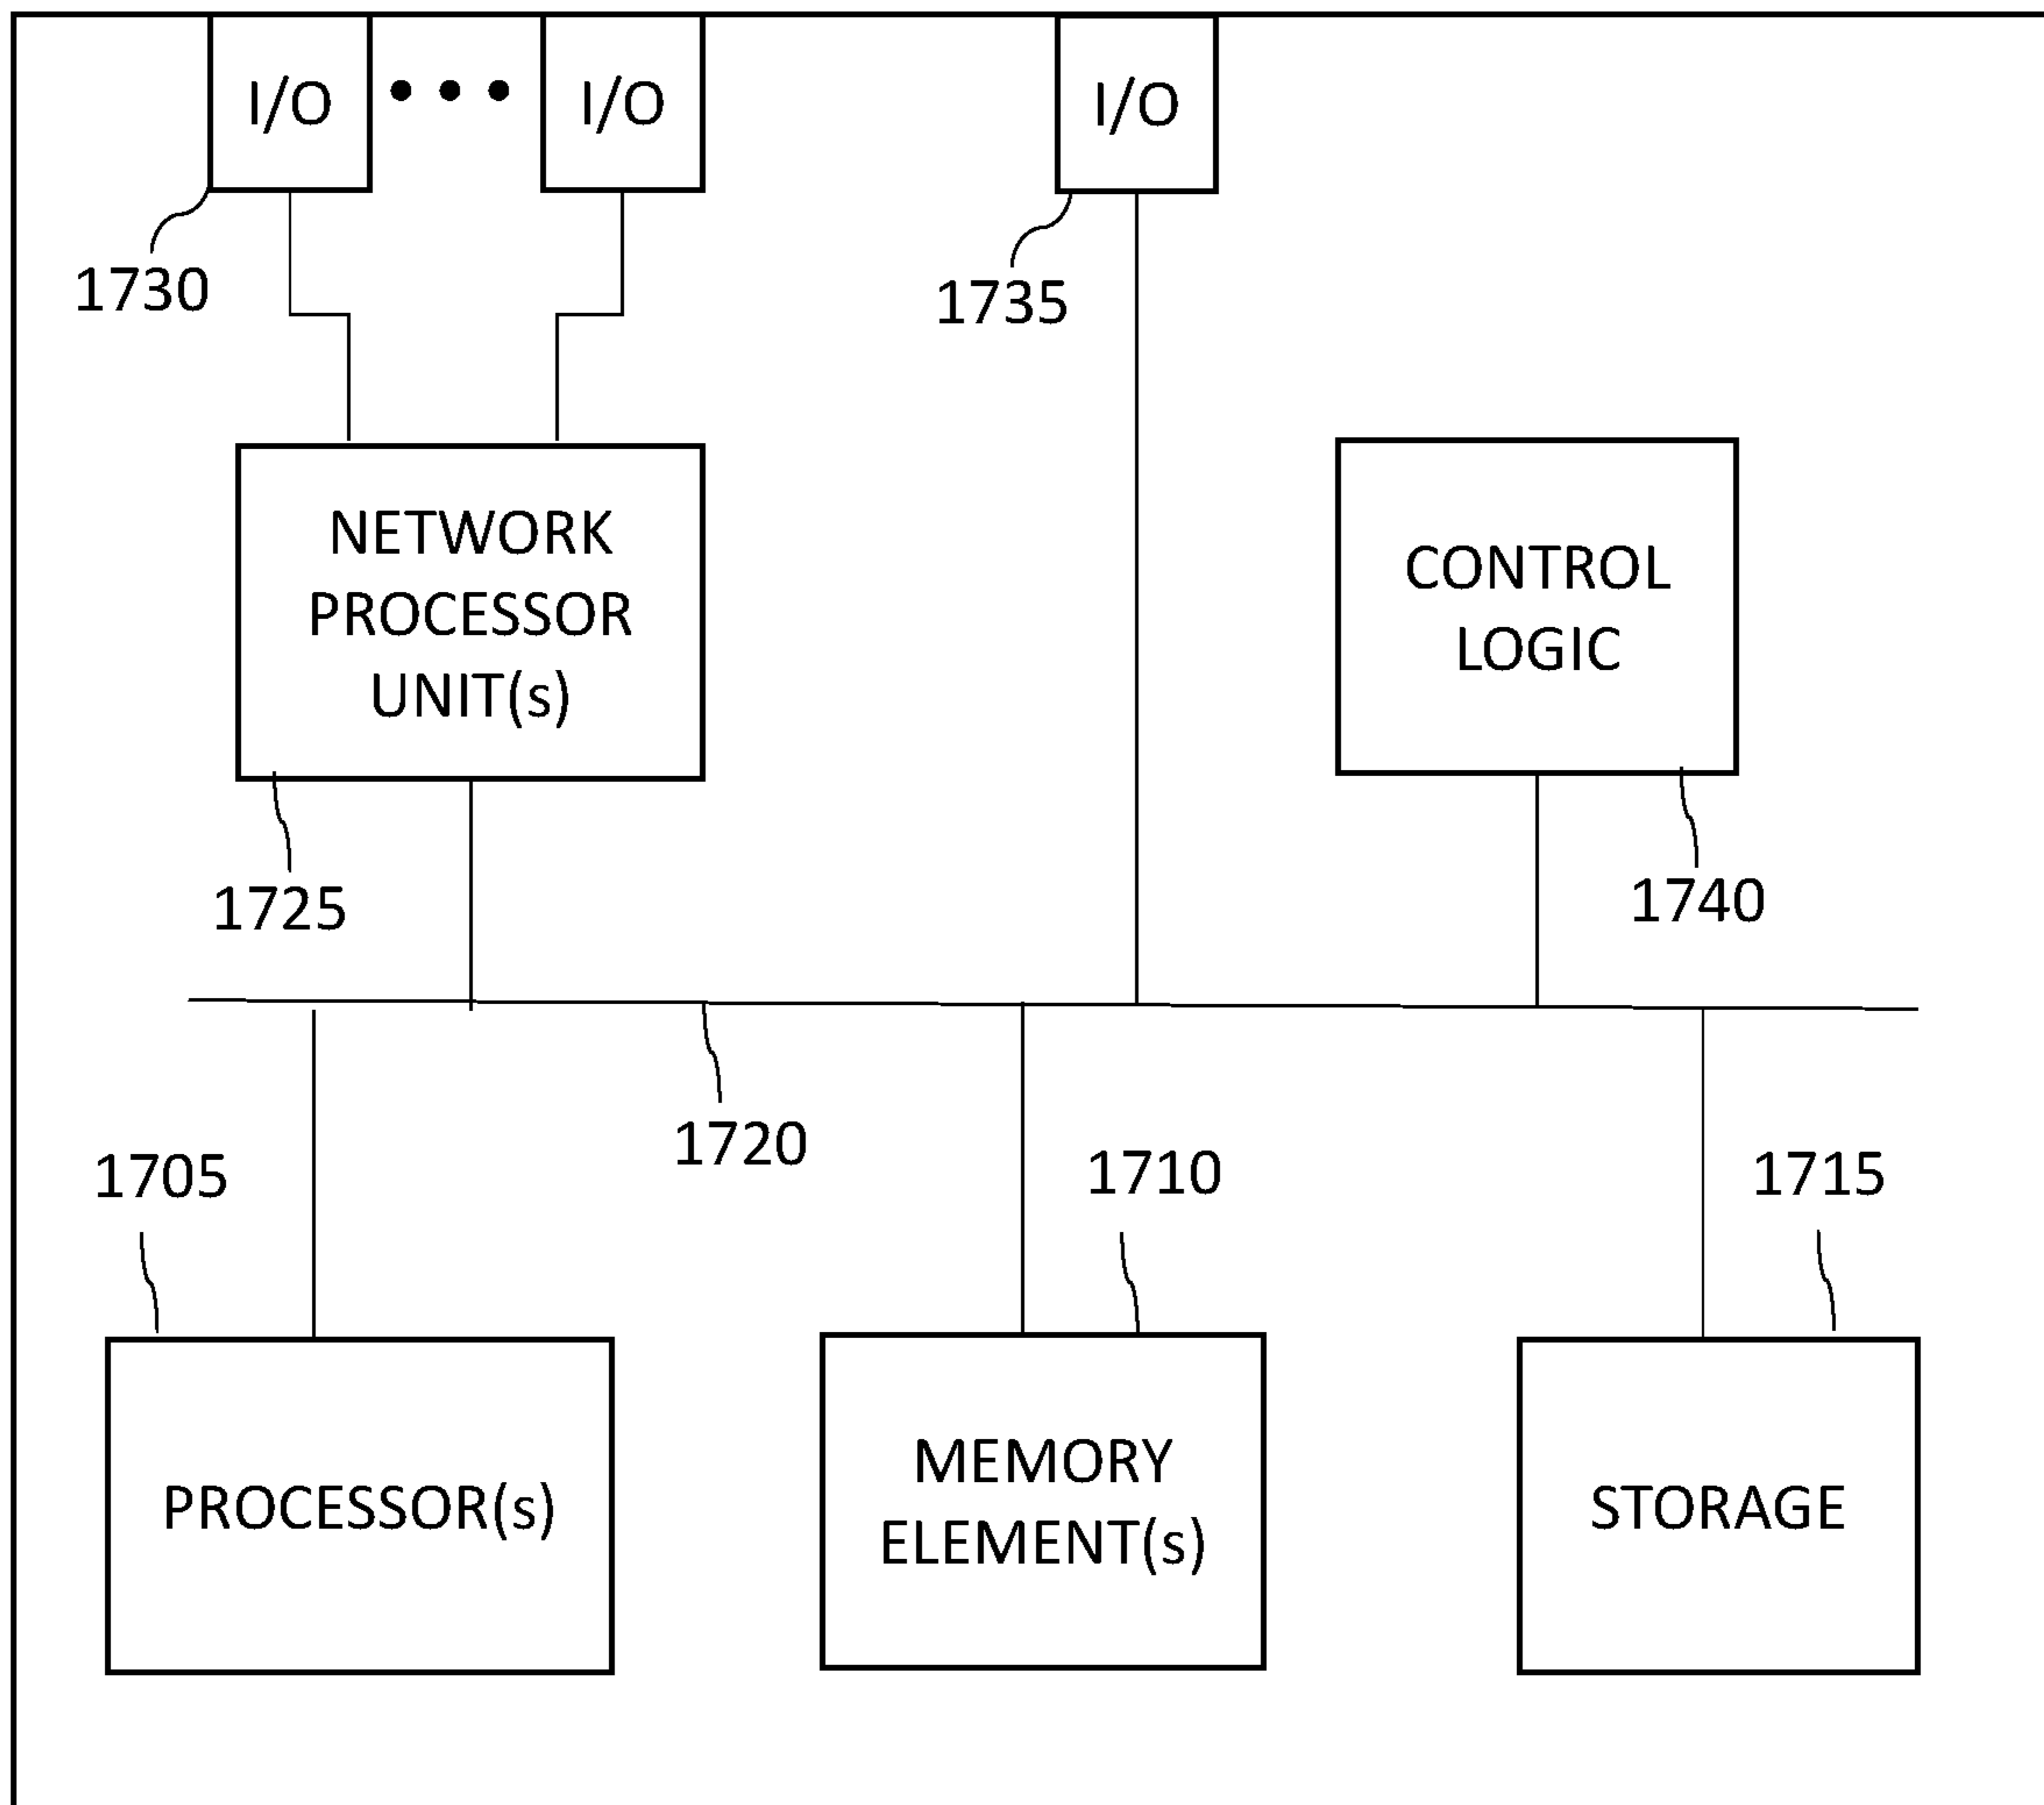 I/O
I/O
I/O
1730
1735
NETWORK
PROCESSOR
UNIT(s)
CONTROL
LOGIC
1725
1740
1720
1705
1710
1715
PROCESSOR(s)
MEMORY
ELEMENT(s)
STORAGE